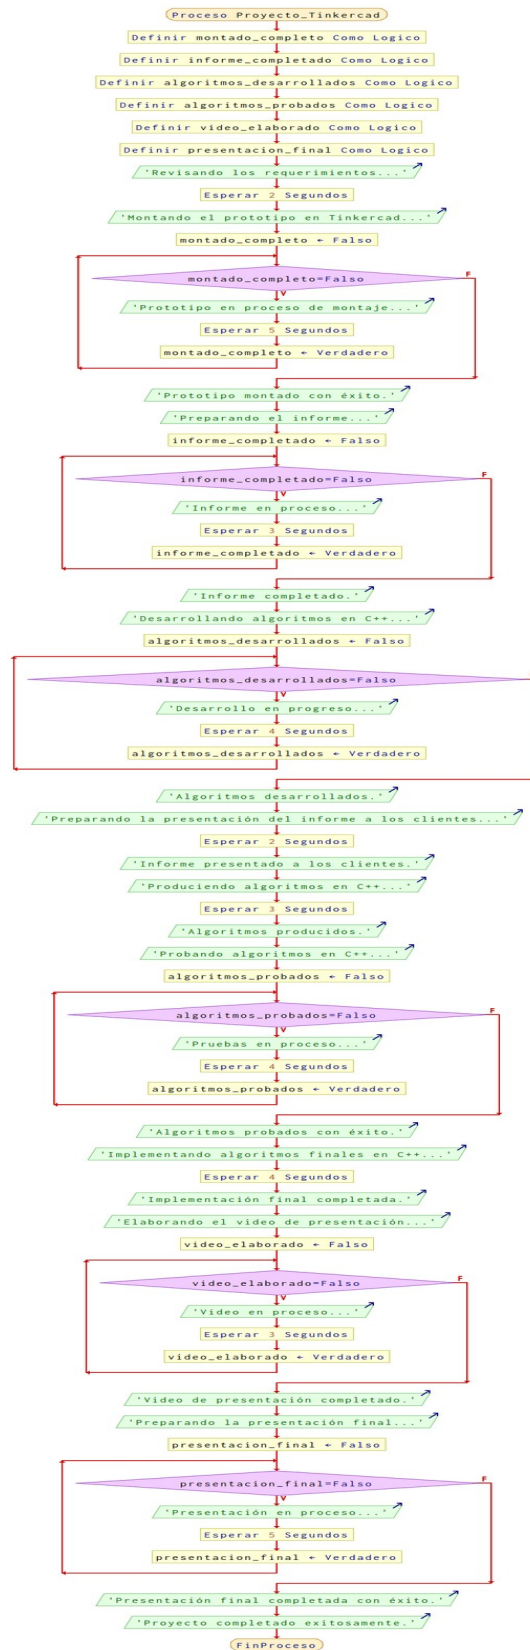 Proceso Proyecto_Tinkercad
Definir montado_completo Como Logico
Definir informe_completado Como Logico
Definir algoritmos_desarrollados Como Logico
Definir algoritmos_probados Como Logico
Definir video_elaborado Como Logico
Definir presentacion_final Como Logico
'Revisando los requerimientos...'
Esperar 2 Segundos
'Montando el prototipo en Tinkercad...'
montado_completo ← Falso
montado_completo=Falso
F
V
'Prototipo en proceso de montaje...'
Esperar 5 Segundos
montado_completo ← Verdadero
'Prototipo montado con éxito.'
'Preparando el informe...'
informe_completado ← Falso
informe_completado=Falso
F
V
'Informe en proceso...'
Esperar 3 Segundos
informe_completado ← Verdadero
'Informe completado.'
'Desarrollando algoritmos en C++...'
algoritmos_desarrollados ← Falso
algoritmos_desarrollados=Falso
V
'Desarrollo en progreso...'
Esperar 4 Segundos
algoritmos_desarrollados ← Verdadero
'Algoritmos desarrollados.'
'Preparando la presentación del informe a los clientes...'
Esperar 2 Segundos
'Informe presentado a los clientes.'
'Produciendo algoritmos en C++...'
Esperar 3 Segundos
'Algoritmos producidos.'
'Probando algoritmos en C++...'
algoritmos_probados ← Falso
algoritmos_probados=Falso
F
V
'Pruebas en proceso...'
Esperar 4 Segundos
algoritmos_probados ← Verdadero
'Algoritmos probados con éxito.'
'Implementando algoritmos finales en C++...'
Esperar 4 Segundos
'Implementación final completada.'
'Elaborando el video de presentación...'
video_elaborado ← Falso
video_elaborado=Falso
F
V
'Video en proceso...'
Esperar 3 Segundos
video_elaborado ← Verdadero
'Video de presentación completado.'
'Preparando la presentación final...'
presentacion_final ← Falso
presentacion_final=Falso
F
V
'Presentación en proceso...'
Esperar 5 Segundos
presentacion_final ← Verdadero
'Presentación final completada con éxito.'
'Proyecto completado exitosamente.'
FinProceso